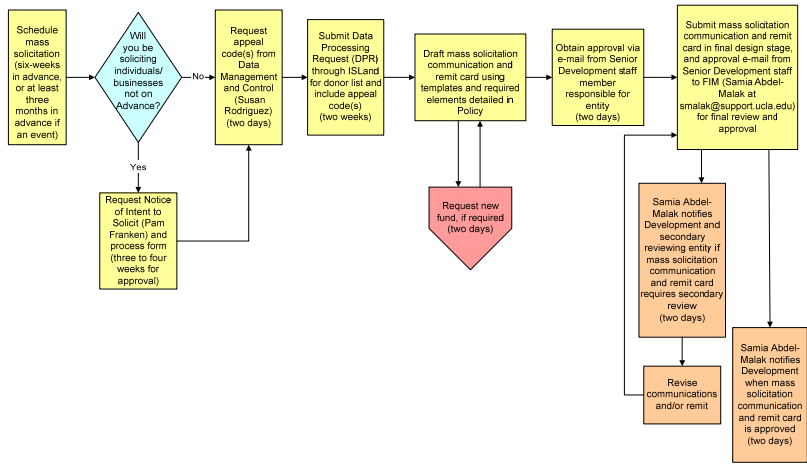 Schedule
mass
solicitation
(six-weeks
in advance,
or at least
three
months in
advance if
an event)
Will
you be
soliciting
individuals/
businesses
not on
Advance?
No
Yes
Request Notice
of Intent to
Solicit (Pam
Franken) and
process form
(three to four
weeks for
approval)
Request
appeal
code(s) from
Data
Management
and Control
(Susan
Rodriguez)
(two days)
Submit Data
Processing
Request (DPR)
through ISLand
for donor list and
include appeal
code(s)
(two weeks)
Draft mass solicitation
communication and
remit card using
templates and required
elements detailed in
Policy
Request new
fund, if required
(two days)
Obtain approval via
e-mail from Senior
Development staff
member
responsible for
entity
(two days)
Submit mass solicitation
communication and remit
card in final design stage,
and approval e-mail from
Senior Development staff
to FIM (Samia Abdel-
Malak at
smalak@support.ucla.edu)
for final review and
approval
Samia Abdel-
Malak notifies
Development and
secondary
reviewing entity if
mass solicitation
communication
and remit card
requires secondary
review
(two days)
Revise
communications
and/or remit
Samia Abdel-
Malak notifies
Development
when mass
solicitation
communication
and remit card
is approved
(two days)